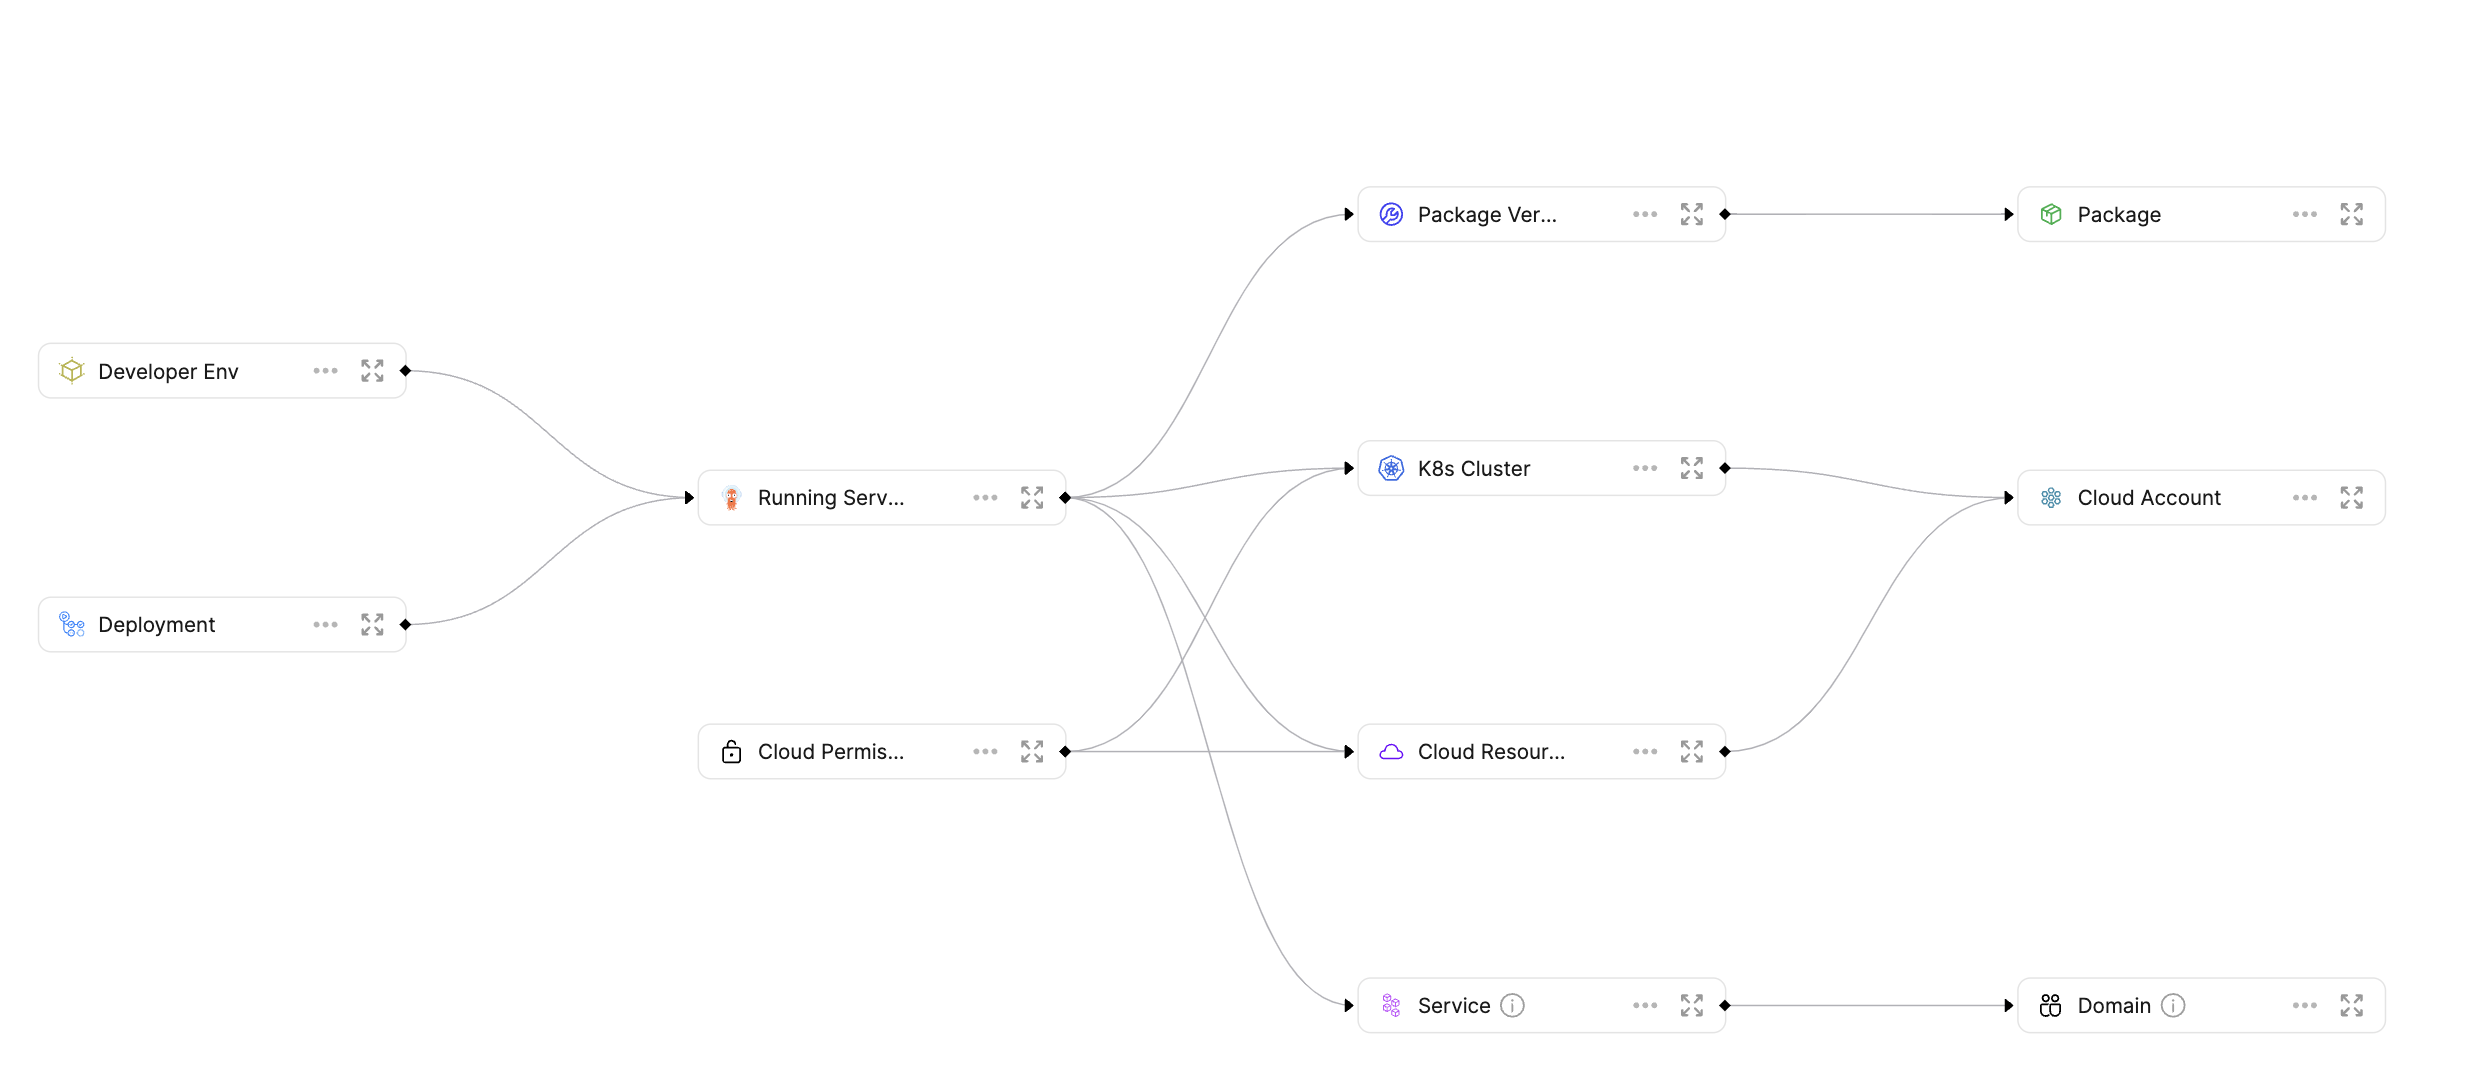 Package Ver...
Package
Developer Env
K8s Cluster
Running Serv...
Cloud Account
Deployment
Cloud Permis...
Cloud Resour...
Service
Domain